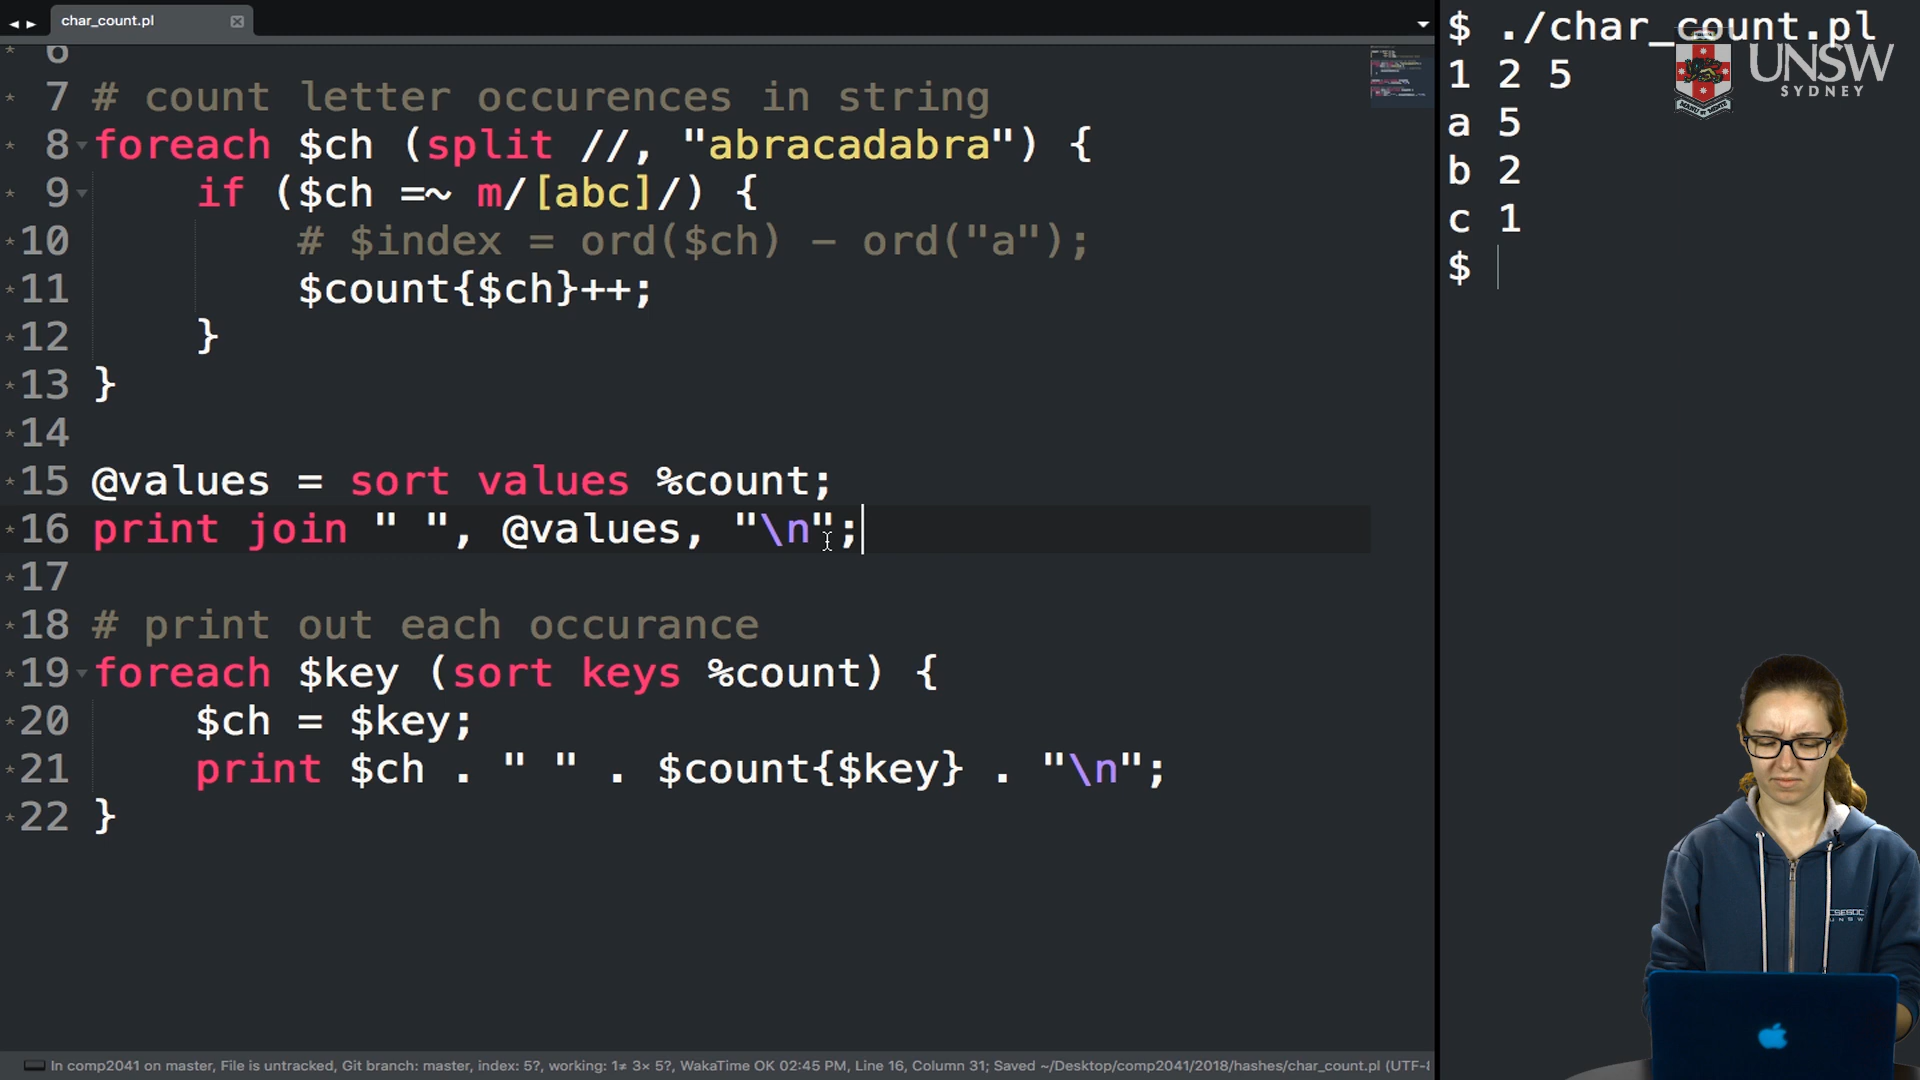 char_count.pl
6
7 # count letter occurences in string
8 foreach $ch (split //, "abracadabra") {
9 if ($ch =~ m/[abc]/) {
10 # $index = ord($ch) – ord("a");
11 $count{$ch}++;
12 }
13 }
14
15 @values = sort values %count;
16 print join " ", @values, "\n";
17
18 # print out each occurance
19 foreach $key (sort keys %count) {
20 $ch = $key;
21 print $ch . " " . $count{$key} . "\n";
22 }
In comp2041 on master, File is untracked, Git branch: master, index: 5?, working: 1≠ 3× 5?, WakaTime OK 02:45 PM, Line 16, Column 31; Saved ~/Desktop/comp2041/2018/hashes/char_count.pl (UTF-8
$ ./char_count.pl
1 2 5
a 5
b 2
c 1
$
UNSW
SYDNEY
CSESOC
UNSW